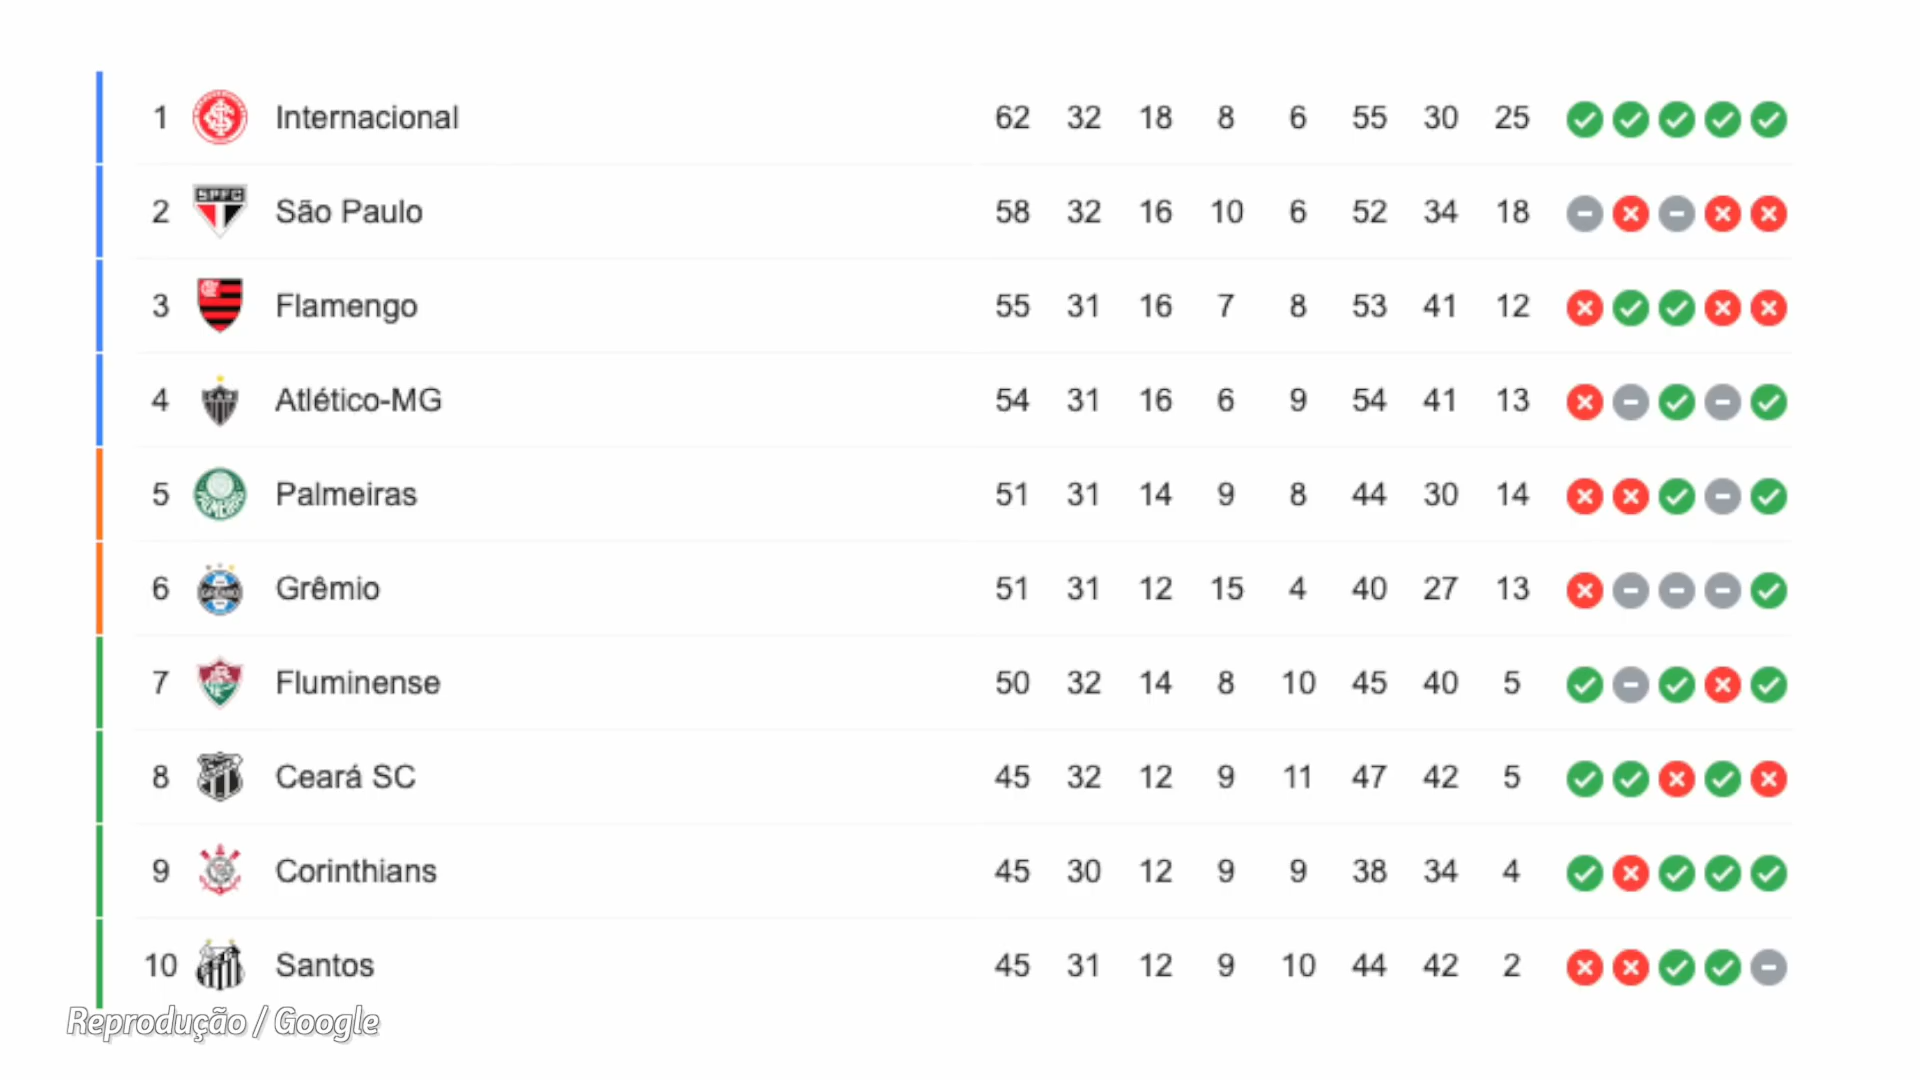 1 Internacional 62 32 18 8 6 55 30 25
SPFC
2 São Paulo 58 32 16 10 6 52 34 18
3 Flamengo 55 31 16 7 8 53 41 12
4 Atlético-MG 54 31 16 6 9 54 41 13
5 Palmeiras 51 31 14 9 8 44 30 14
6 Grêmio 51 31 12 15 4 40 27 13
7 Fluminense 50 32 14 8 10 45 40 5
8 Ceará SC 45 32 12 9 11 47 42 5
9 Corinthians 45 30 12 9 9 38 34 4
10 Santos 45 31 12 9 10 44 42 2
Reprodução / Google